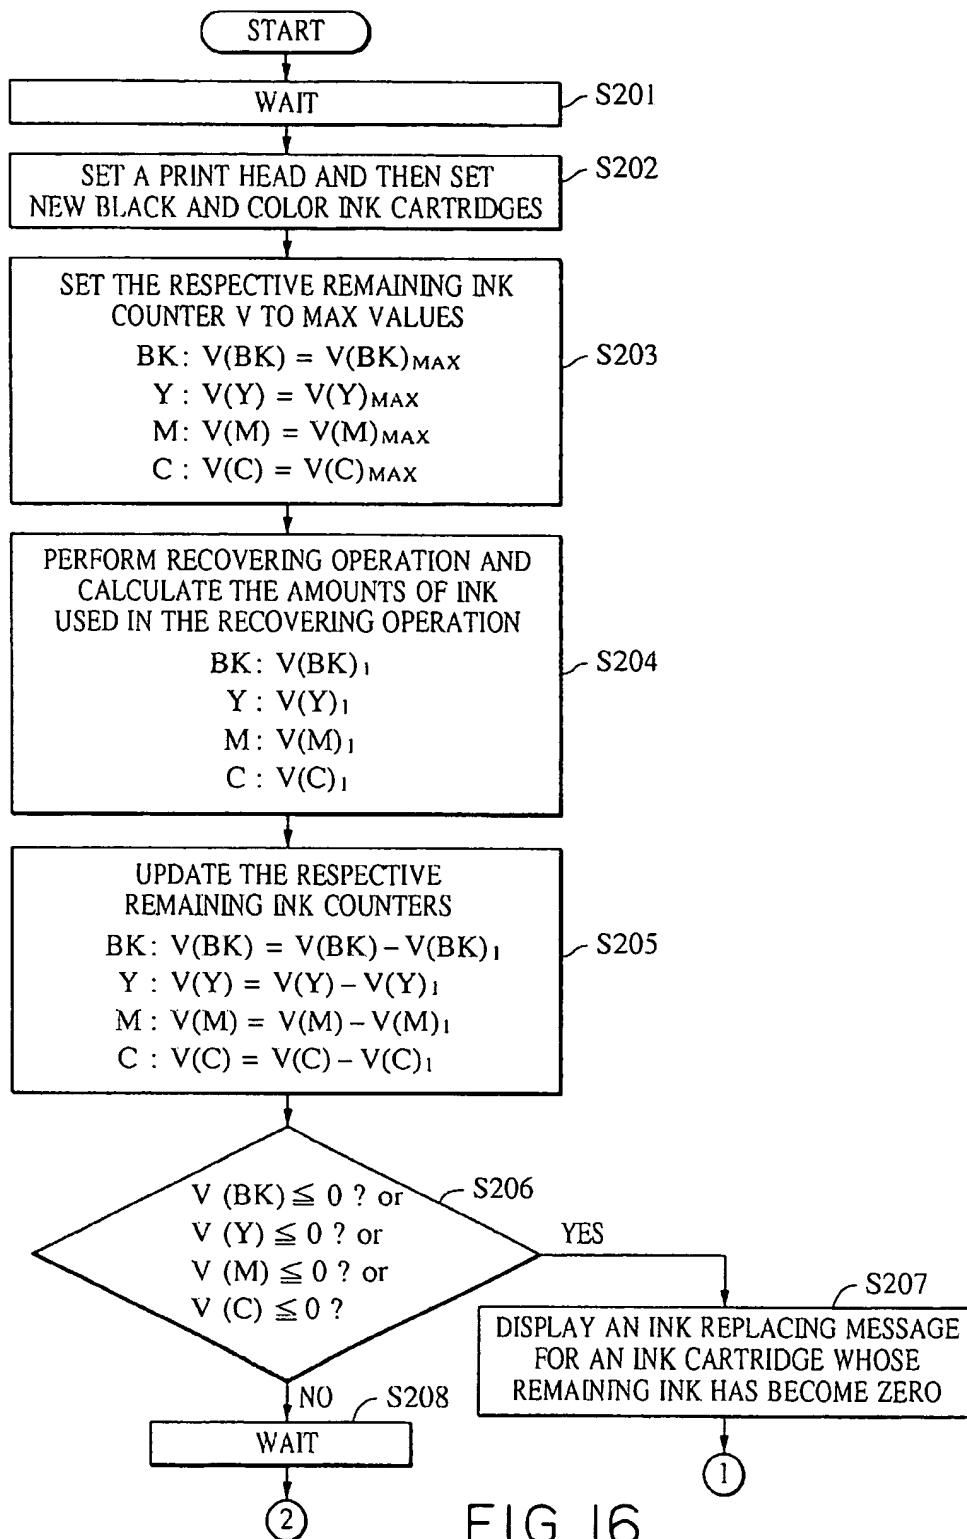 START
WAIT
S201
SET A PRINT HEAD AND THEN SET
NEW BLACK AND COLOR INK CARTRIDGES
S202
SET THE RESPECTIVE REMAINING INK
COUNTER V TO MAX VALUES
BK: V(BK) = V(BK)MAX
Y: V(Y) = V(Y)MAX
M: V(M) = V(M)MAX
C: V(C) = V(C)MAX
S203
PERFORM RECOVERING OPERATION AND
CALCULATE THE AMOUNTS OF INK
USED IN THE RECOVERING OPERATION
BK: V(BK)1
Y: V(Y)1
M: V(M)1
C: V(C)1
S204
UPDATE THE RESPECTIVE
REMAINING INK COUNTERS
BK: V(BK) = V(BK) – V(BK)1
Y: V(Y) = V(Y) – V(Y)1
M: V(M) = V(M) – V(M)1
C: V(C) = V(C) – V(C)1
S205
V (BK) ≦ 0 ? or
V (Y) ≦ 0 ? or
V (M) ≦ 0 ? or
V (C) ≦ 0 ?
S206
YES
S207
DISPLAY AN INK REPLACING MESSAGE
FOR AN INK CARTRIDGE WHOSE
REMAINING INK HAS BECOME ZERO
1
NO
S208
WAIT
2
FIG. 16